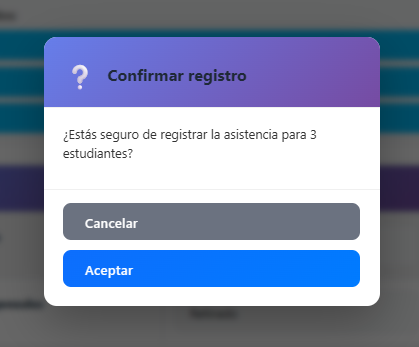 ❔ Confirmar registro
¿Estás seguro de registrar la asistencia para 3
estudiantes?
Cancelar
Aceptar